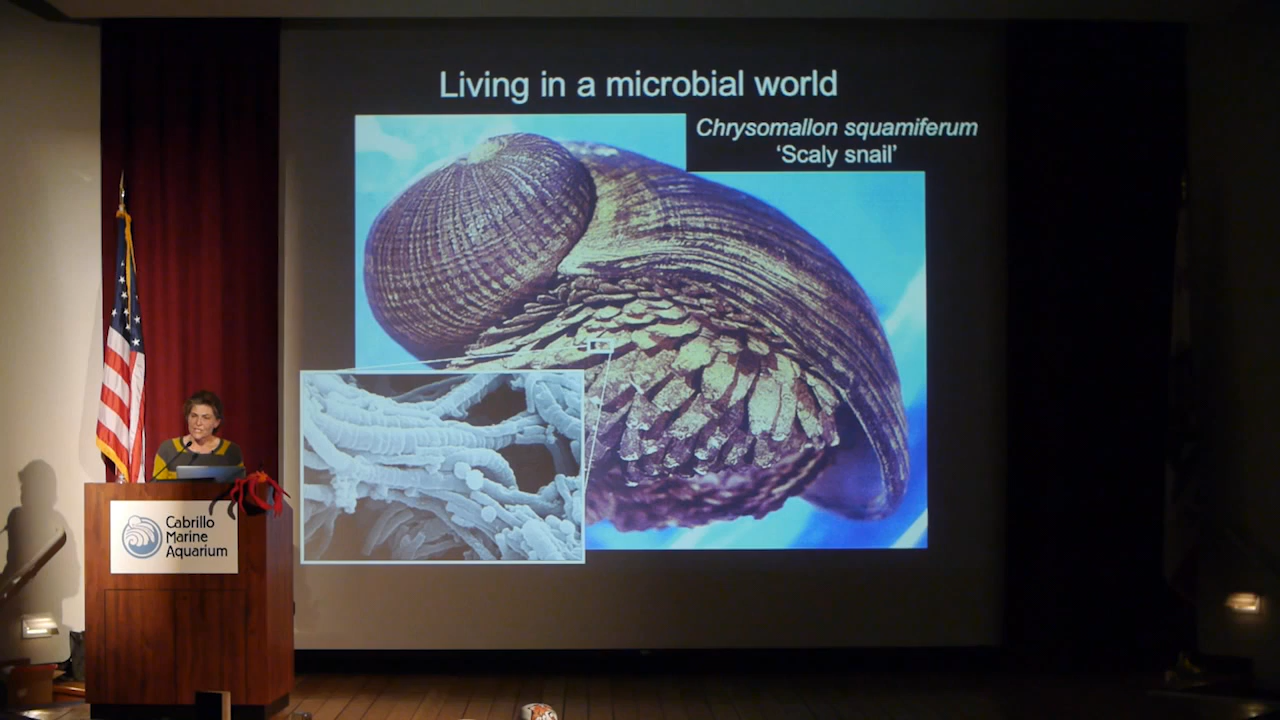 Living in a microbial world
Chrysomallon squamiferum
‘Scaly snail’
Cabrillo
Marine
Aquarium